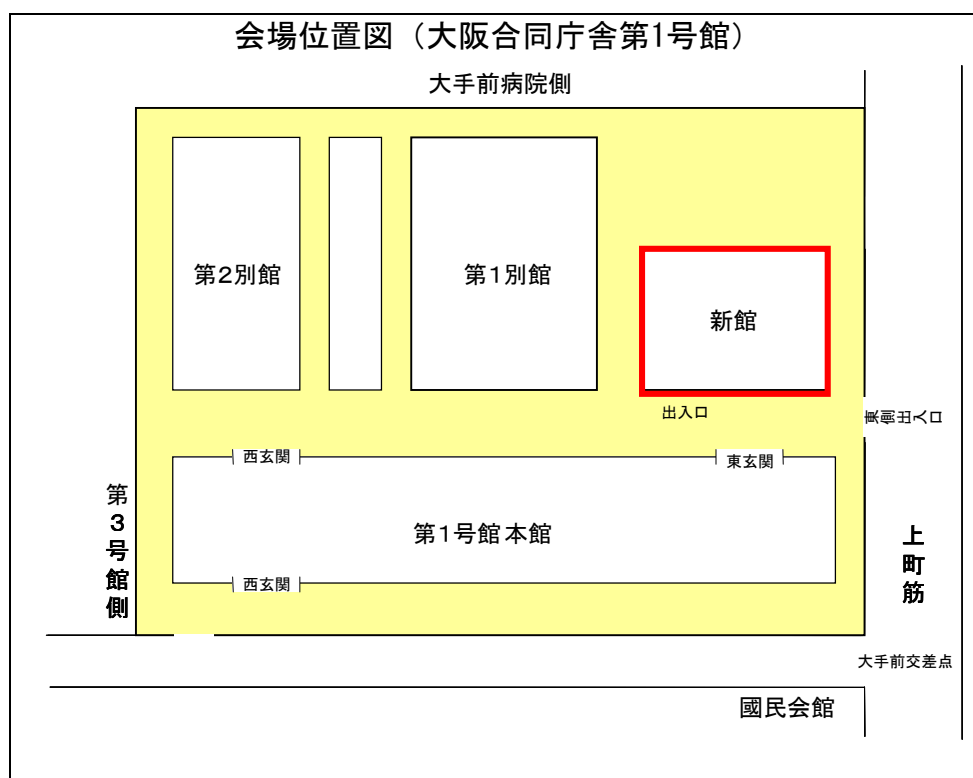 会場位置図（大阪合同庁舎第1号館）
大手前病院側
第２別館
第１別館
新館
出入口
東側出入口
西玄関
東玄関
第３号館側
第１号館本館
上町筋
西玄関
大手前交差点
國民会館